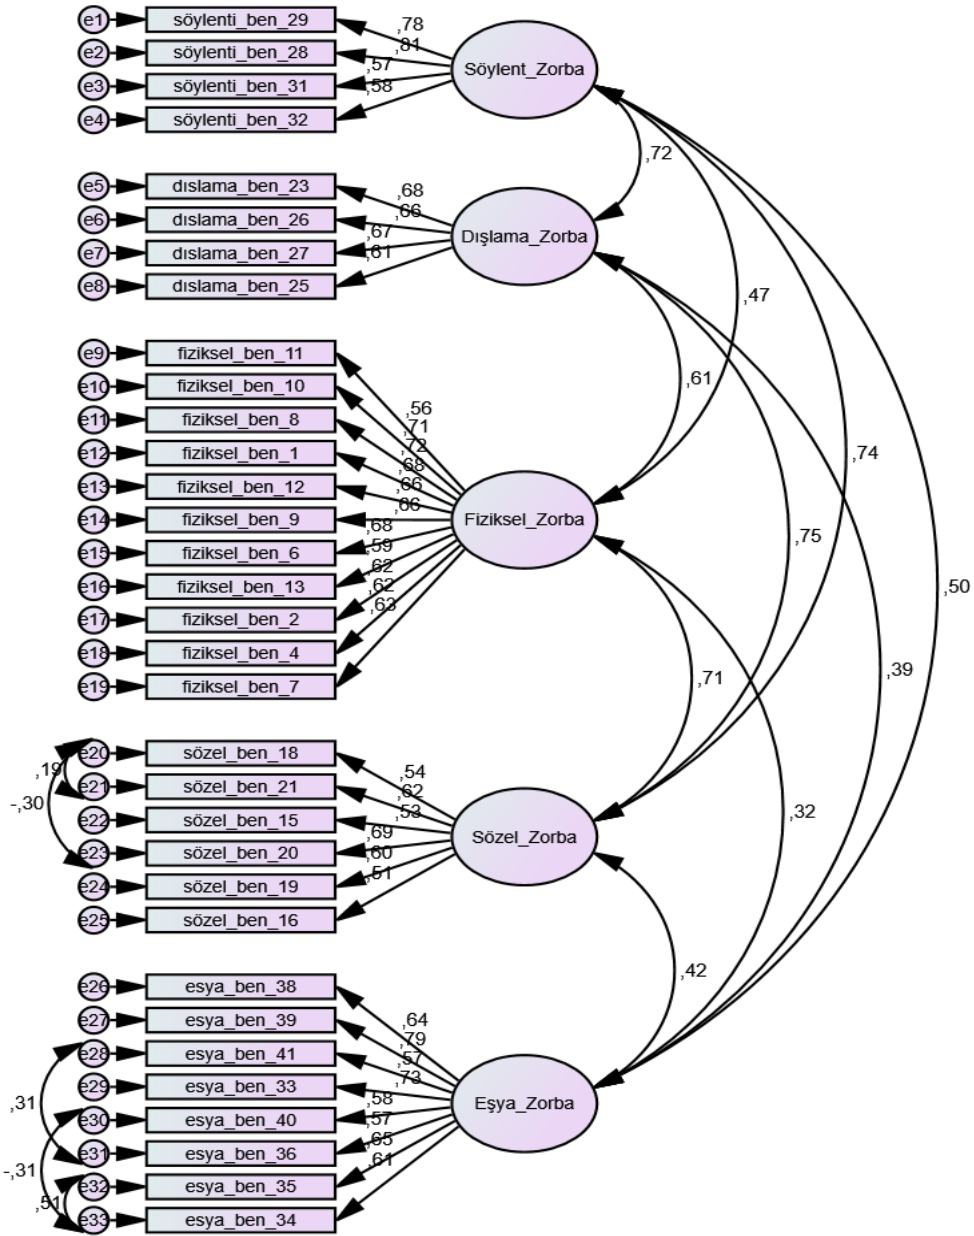 e1 söylenti_ben_29
e2 söylenti_ben_28
e3 söylenti_ben_31
e4 söylenti_ben_32
,78
,81
,57
,58
Söylent_Zorba
e5 dıslama_ben_23
e6 dıslama_ben_26
e7 dıslama_ben_27
e8 dıslama_ben_25
,68
,66
,67
,61
Dışlama_Zorba
e9 fiziksel_ben_11
e10 fiziksel_ben_10
e11 fiziksel_ben_8
e12 fiziksel_ben_1
e13 fiziksel_ben_12
e14 fiziksel_ben_9
e15 fiziksel_ben_6
e16 fiziksel_ben_13
e17 fiziksel_ben_2
e18 fiziksel_ben_4
e19 fiziksel_ben_7
,56
,71
,72
,68
,66
,66
,68
,59
,62
,62
,63
Fiziksel_Zorba
e20 sözel_ben_18
e21 sözel_ben_21
e22 sözel_ben_15
e23 sözel_ben_20
e24 sözel_ben_19
e25 sözel_ben_16
,19
-,30
,54
,62
,53
,69
,60
,51
Sözel_Zorba
e26 esya_ben_38
e27 esya_ben_39
e28 esya_ben_41
e29 esya_ben_33
e30 esya_ben_40
e31 esya_ben_36
e32 esya_ben_35
e33 esya_ben_34
,31
-,31
,51
,64
,79
,57
,73
,58
,57
,65
,61
Eşya_Zorba
,72
,47
,61
,74
,75
,50
,39
,71
,32
,42